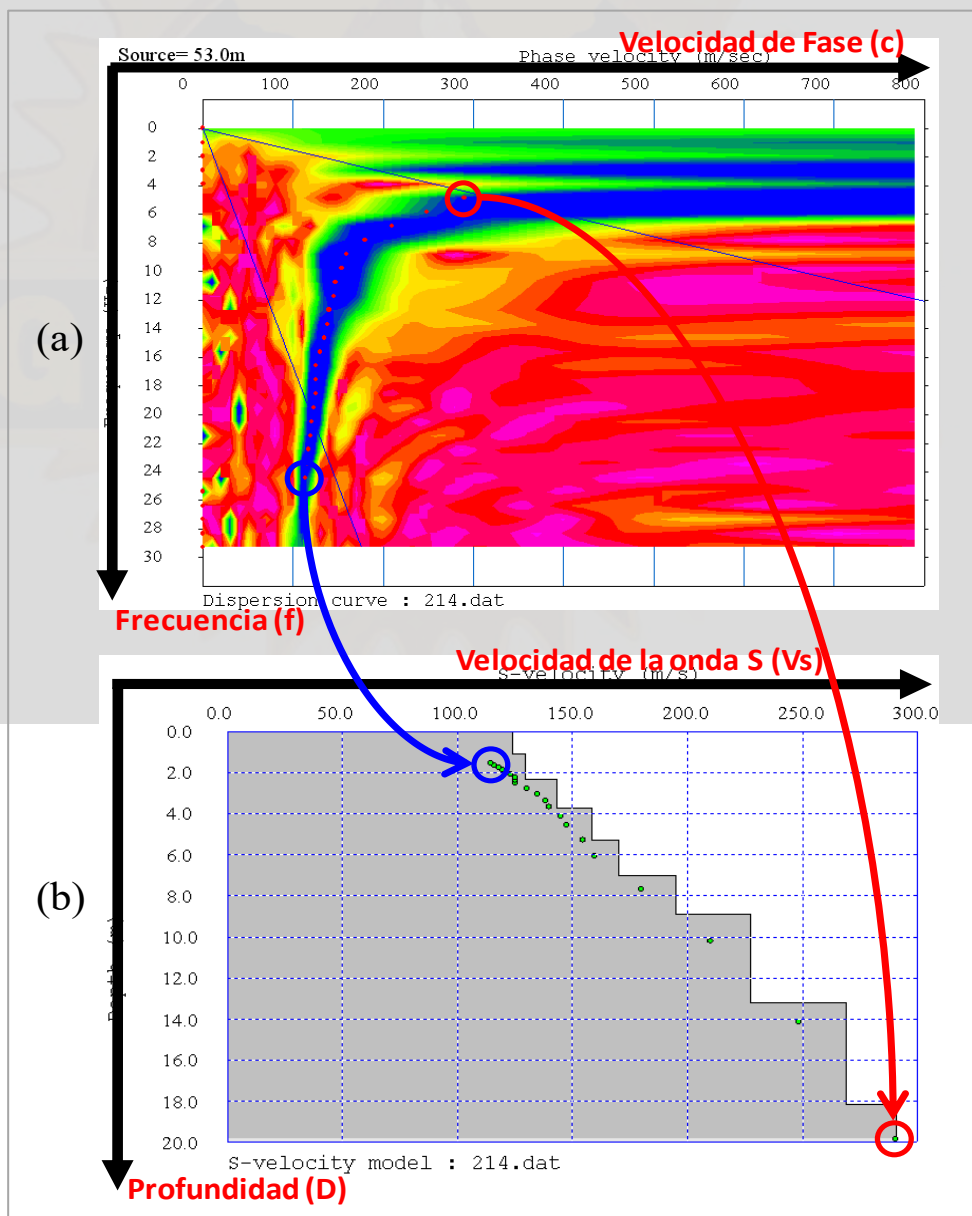 Source= 53.0m
Velocidad de Fase (c)
Phase velocity (m/sec)
0 100 200 300 400 500 600 700 800
0
2
4
6
8
10
12
14
16
18
20
22
24
26
28
30
(a)
Dispersion curve : 214.dat
Frecuencia (f)
Velocidad de la onda S (Vs)
S-velocity (m/s)
0.0 50.0 100.0 150.0 200.0 250.0 300.0
0.0
2.0
4.0
6.0
8.0
10.0
12.0
14.0
16.0
18.0
20.0
(b)
S-velocity model : 214.dat
Profundidad (D)